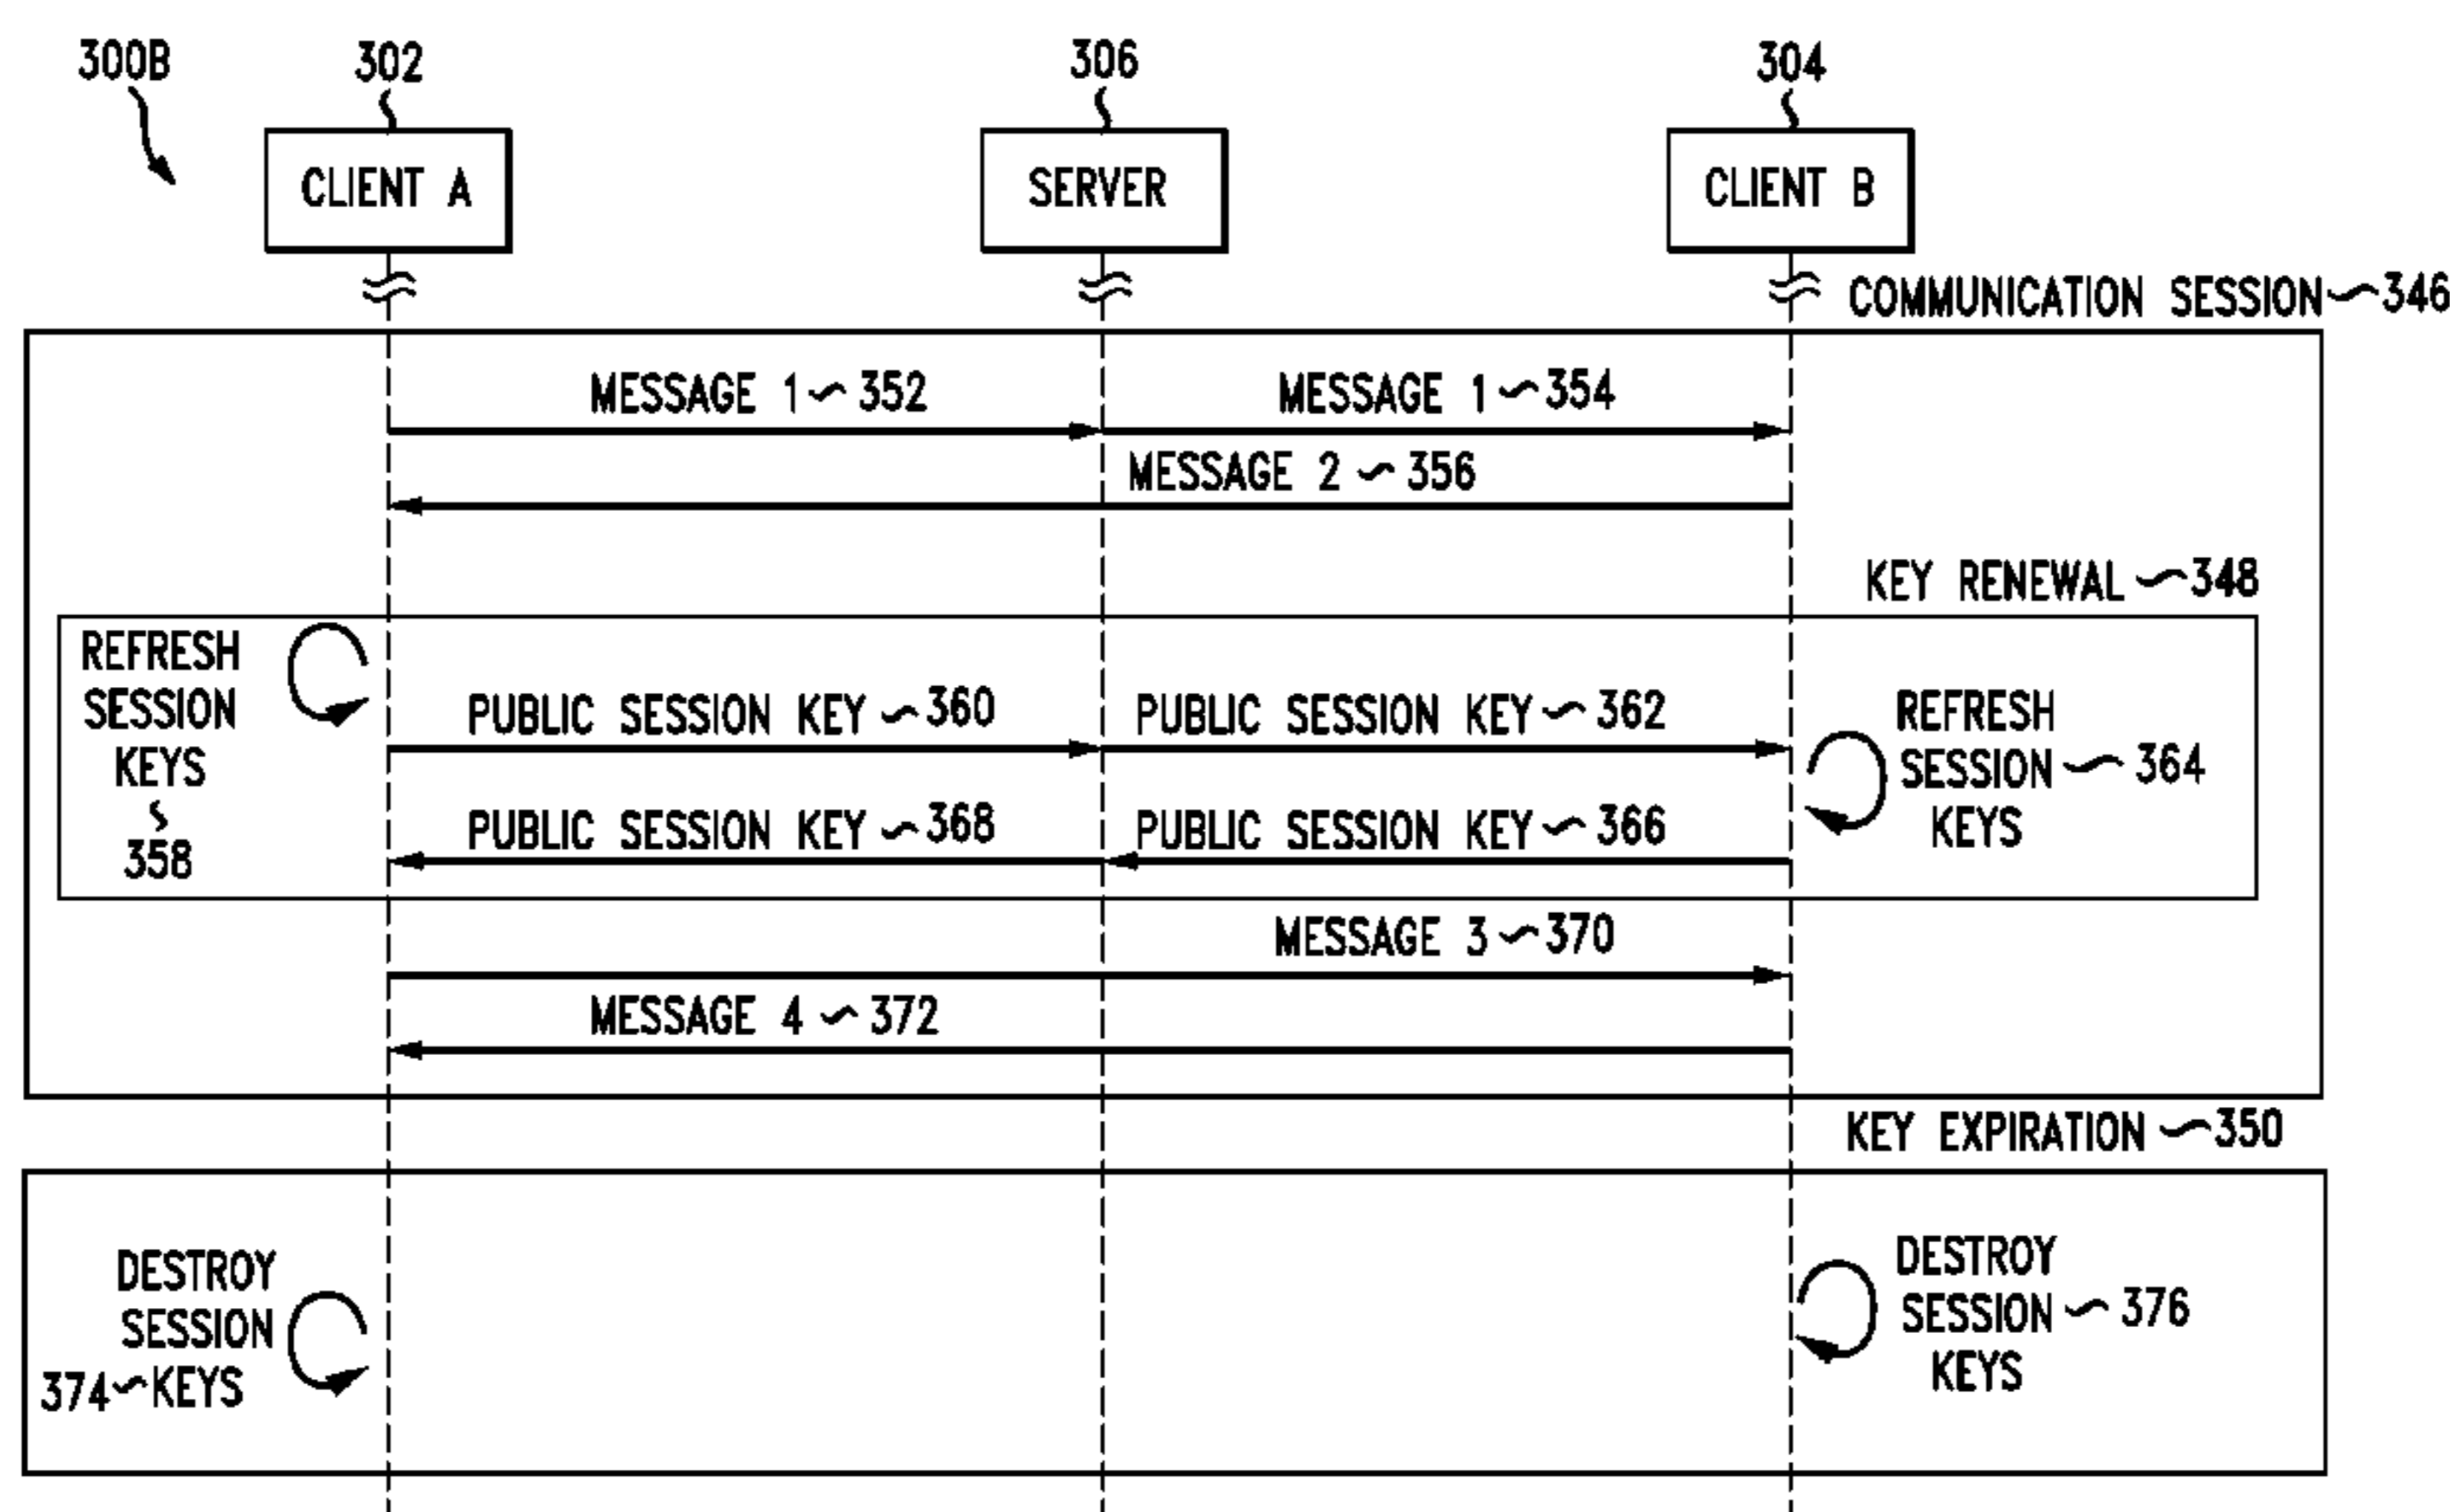 300B
302
306
304
CLIENT A
SERVER
CLIENT B
COMMUNICATION SESSION 346
MESSAGE 1 352
MESSAGE 1 354
MESSAGE 2 356
KEY RENEWAL 348
REFRESH
SESSION
KEYS
358
PUBLIC SESSION KEY 360
PUBLIC SESSION KEY 362
REFRESH
SESSION 364
KEYS
PUBLIC SESSION KEY 368
PUBLIC SESSION KEY 366
MESSAGE 3 370
MESSAGE 4 372
KEY EXPIRATION 350
DESTROY
SESSION
374 KEYS
DESTROY
SESSION 376
KEYS